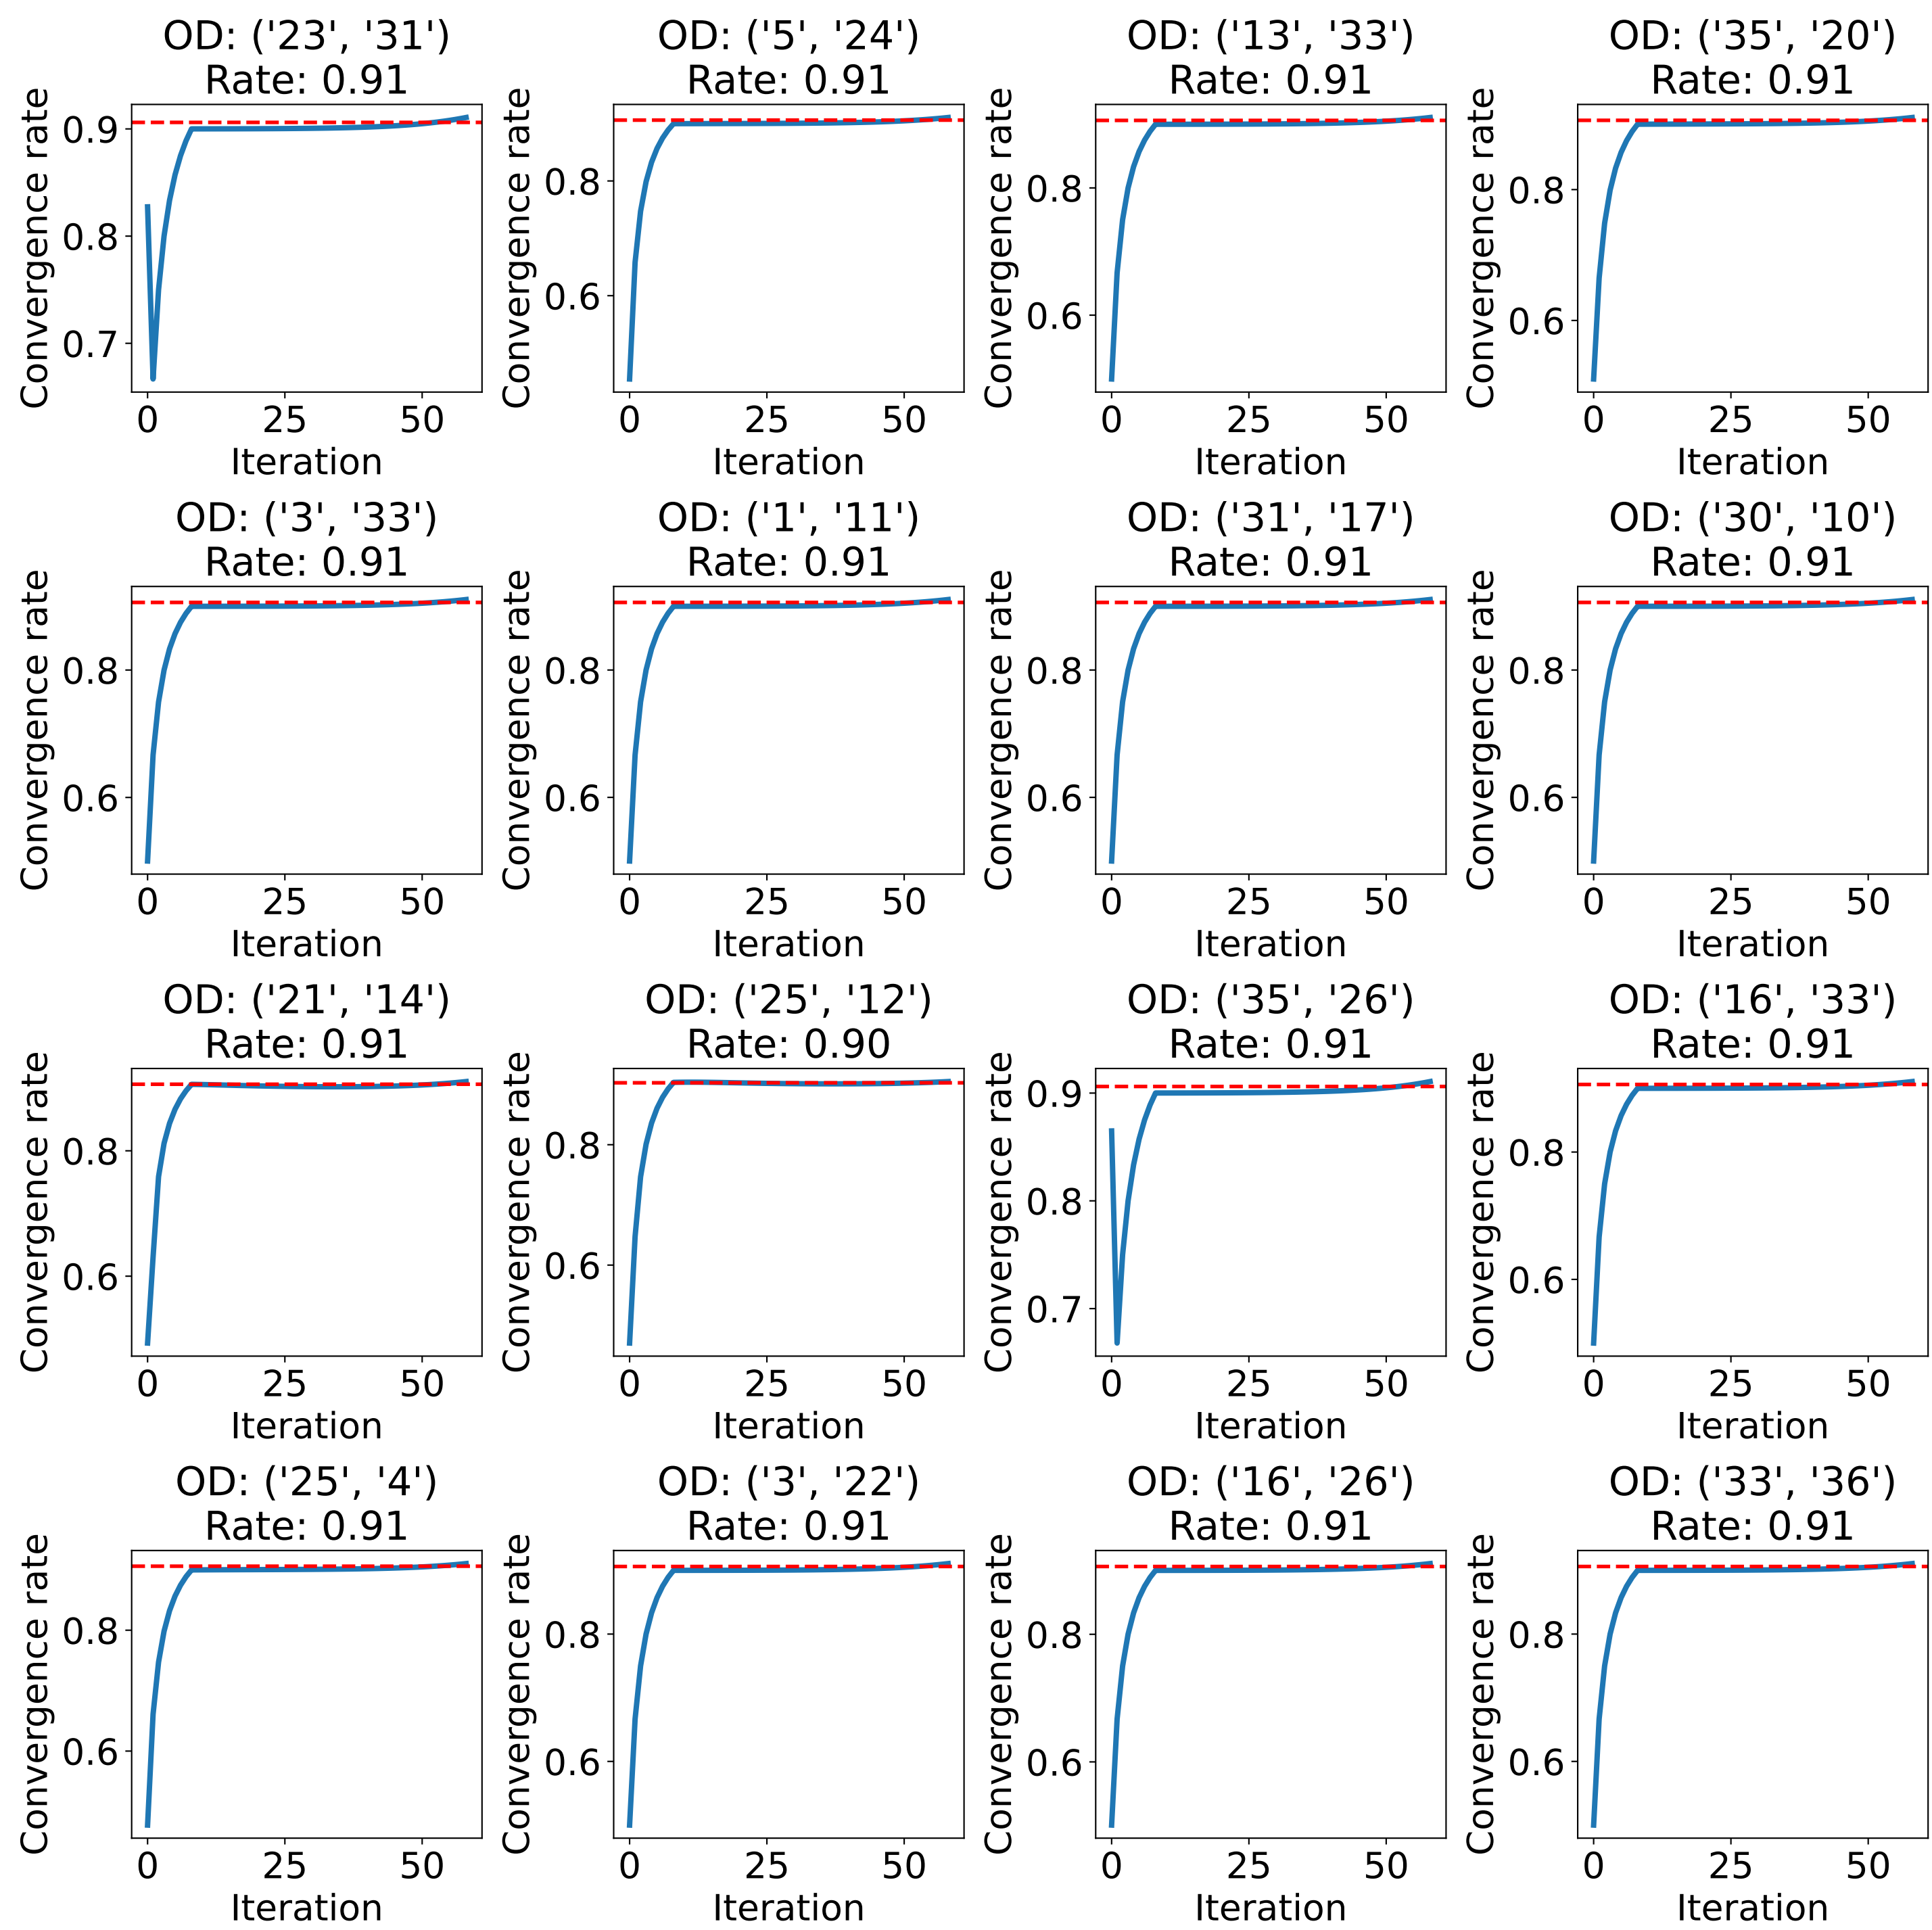 OD: ('23', '31')
Rate: 0.91
Convergence rate
0.9
0.8
0.7
0
25
50
Iteration
OD: ('5', '24')
Rate: 0.91
Convergence rate
0.8
0.6
0
25
50
Iteration
OD: ('13', '33')
Rate: 0.91
Convergence rate
0.8
0.6
0
25
50
Iteration
OD: ('35', '20')
Rate: 0.91
Convergence rate
0.8
0.6
0
25
50
Iteration
OD: ('3', '33')
Rate: 0.91
Convergence rate
0.8
0.6
0
25
50
Iteration
OD: ('1', '11')
Rate: 0.91
Convergence rate
0.8
0.6
0
25
50
Iteration
OD: ('31', '17')
Rate: 0.91
Convergence rate
0.8
0.6
0
25
50
Iteration
OD: ('30', '10')
Rate: 0.91
Convergence rate
0.8
0.6
0
25
50
Iteration
OD: ('21', '14')
Rate: 0.91
Convergence rate
0.8
0.6
0
25
50
Iteration
OD: ('25', '12')
Rate: 0.90
Convergence rate
0.8
0.6
0
25
50
Iteration
OD: ('35', '26')
Rate: 0.91
Convergence rate
0.9
0.8
0.7
0
25
50
Iteration
OD: ('16', '33')
Rate: 0.91
Convergence rate
0.8
0.6
0
25
50
Iteration
OD: ('25', '4')
Rate: 0.91
Convergence rate
0.8
0.6
0
25
50
Iteration
OD: ('3', '22')
Rate: 0.91
Convergence rate
0.8
0.6
0
25
50
Iteration
OD: ('16', '26')
Rate: 0.91
Convergence rate
0.8
0.6
0
25
50
Iteration
OD: ('33', '36')
Rate: 0.91
Convergence rate
0.8
0.6
0
25
50
Iteration